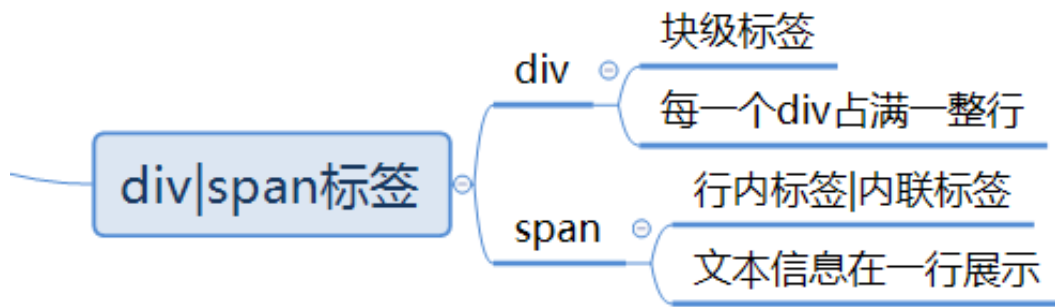 div|span标签
div
块级标签
每一个div占满一整行
span
行内标签|内联标签
文本信息在一行展示